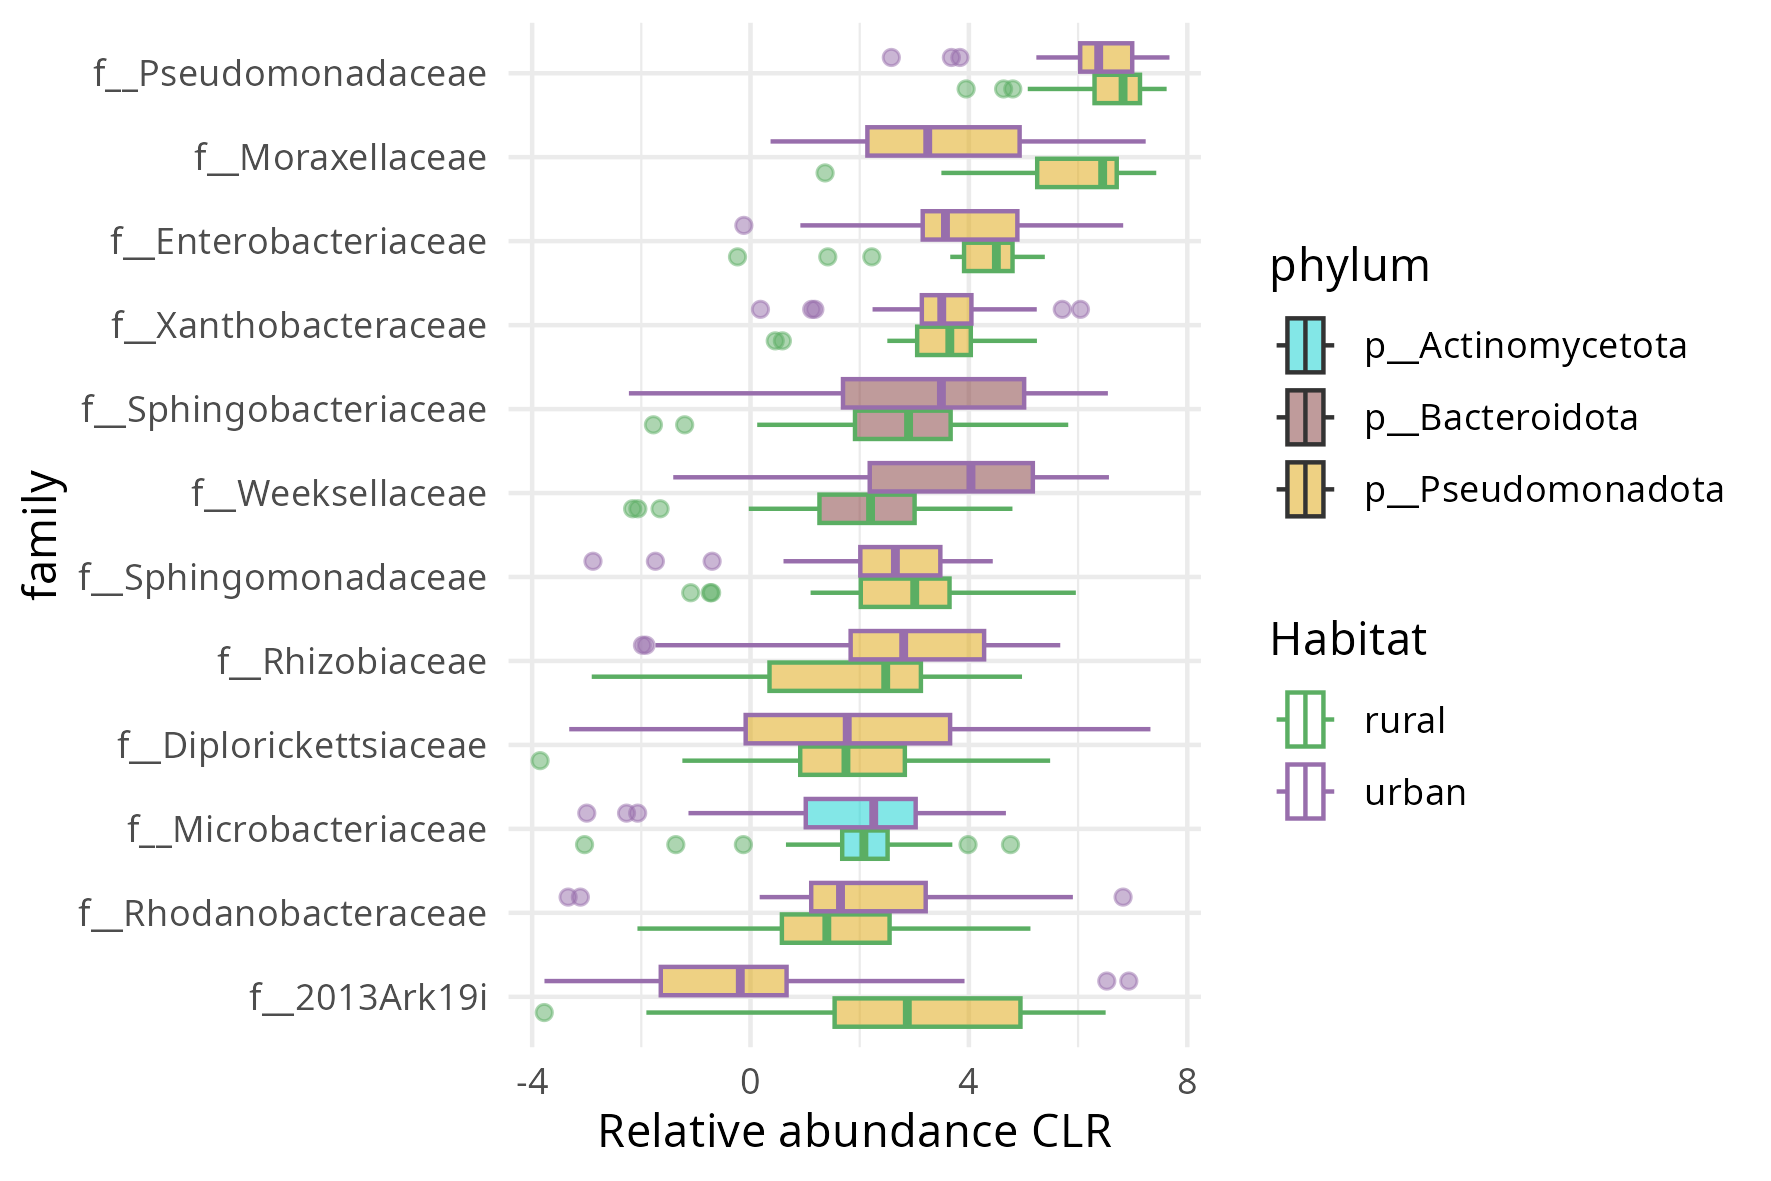 f__Pseudomonadaceae
f__Moraxellaceae
f__Enterobacteriaceae
f__Xanthobacteraceae
f__Sphingobacteriaceae
f__Weeksellaceae
f__Sphingomonadaceae
f__Rhizobiaceae
f__Diplorickettsiaceae
f__Microbacteriaceae
f__Rhodanobacteraceae
f__2013Ark19i
family
-4 0 4 8
Relative abundance CLR
phylum
p__Actinomycetota
p__Bacteroidota
p__Pseudomonadota
Habitat
rural
urban